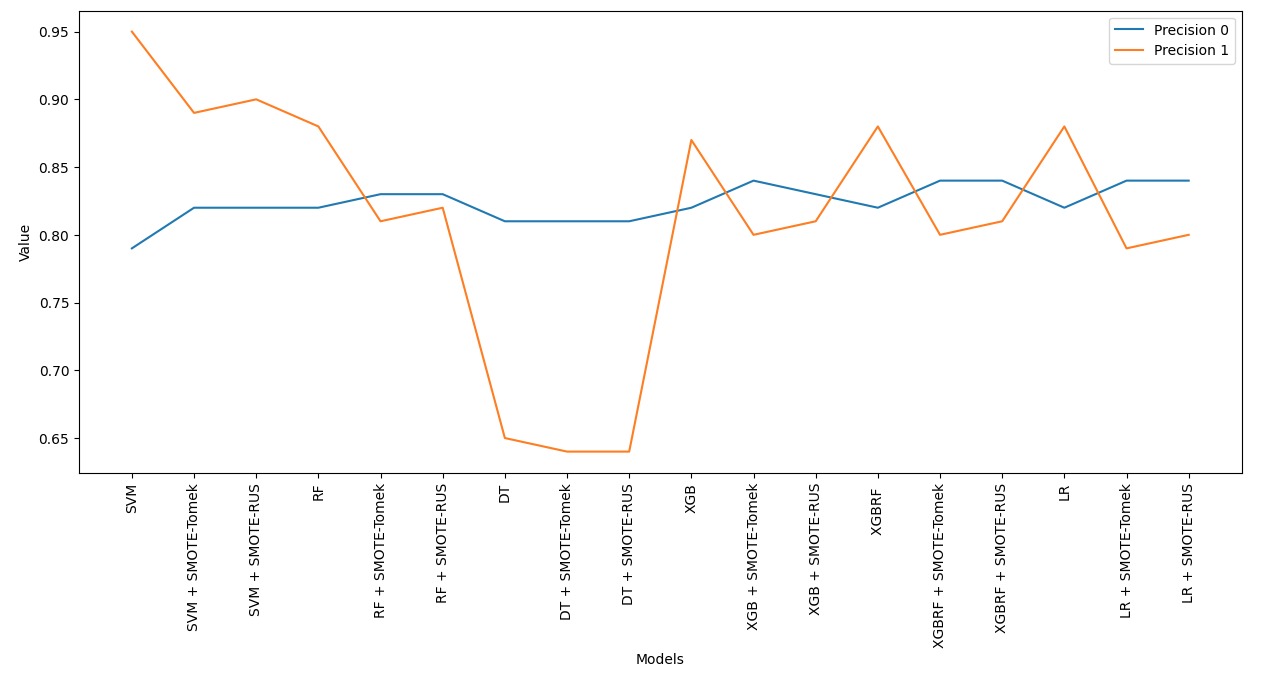 Precision 0
Precision 1
0.95
0.90
0.85
0.80
0.75
0.70
0.65
Value
SVM
SVM + SMOTE-Tomek
SVM + SMOTE-RUS
RF
RF + SMOTE-Tomek
RF + SMOTE-RUS
DT
DT + SMOTE-Tomek
DT + SMOTE-RUS
XGB
XGB + SMOTE-Tomek
XGB + SMOTE-RUS
XGBRF
XGBRF + SMOTE-Tomek
XGBRF + SMOTE-RUS
LR
LR + SMOTE-Tomek
LR + SMOTE-RUS
Models